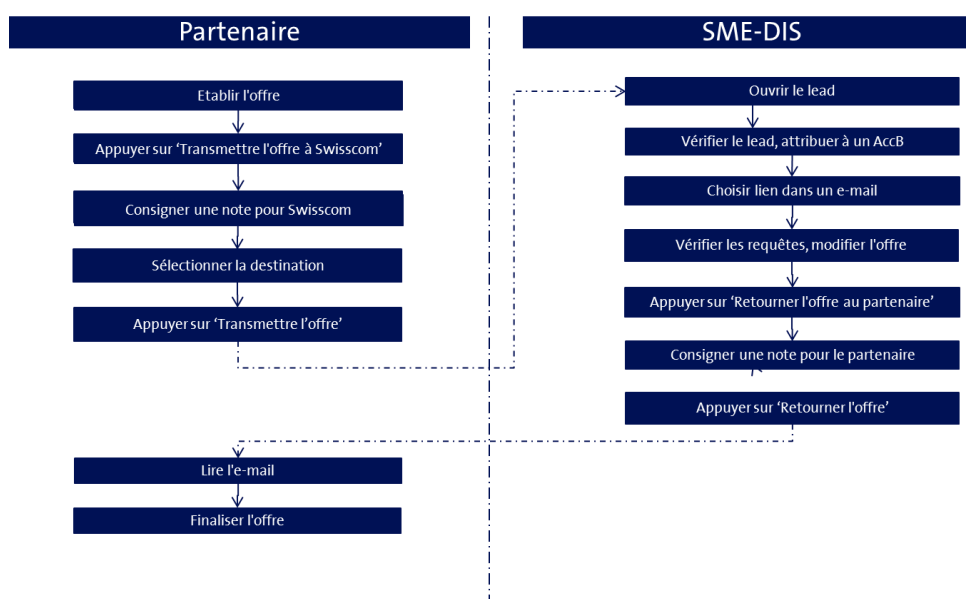 Partenaire
Etablir l'offre
Appuyer sur ‘Transmettre l'offre à Swisscom’
Consigner une note pour Swisscom
Sélectionner la destination
Appuyer sur ‘Transmettre l’offre’
Lire l'e-mail
Finaliser l'offre
SME-DIS
Ouvrir le lead
Vérifier le lead, attribuer à un AccB
Choisir lien dans un e-mail
Vérifier les requêtes, modifier l'offre
Appuyer sur ‘Retourner l'offre au partenaire’
Consigner une note pour le partenaire
Appuyer sur ‘Retourner l'offre’